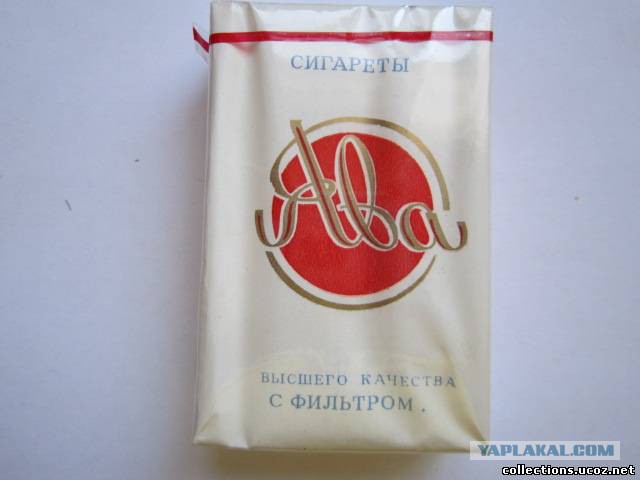 СИГАРЕТЫ
Ява
ВЫСШЕГО КАЧЕСТВА
С ФИЛЬТРОМ.
YAPLAKAL.COM
collections.ucoz.net